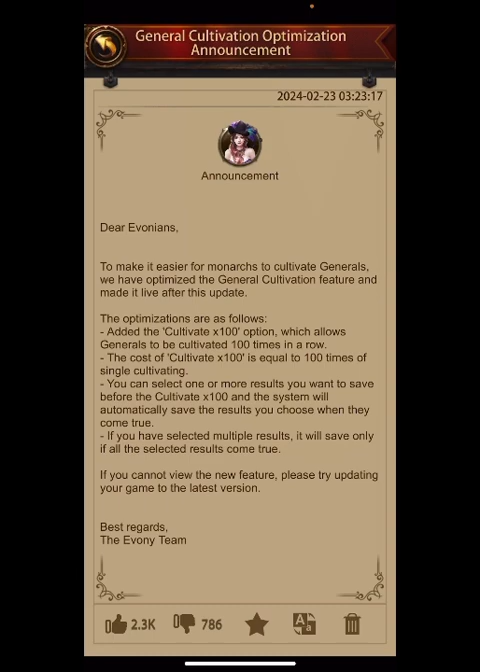 General Cultivation Optimization
Announcement
2024-02-23 03:23:17
Announcement
Dear Evonians,
To make it easier for monarchs to cultivate Generals,
we have optimized the General Cultivation feature and
made it live after this update.
The optimizations are as follows:
- Added the 'Cultivate x100' option, which allows
Generals to be cultivated 100 times in a row.
- The cost of 'Cultivate x100' is equal to 100 times of
single cultivating.
- You can select one or more results you want to save
before the Cultivate x100 and the system will
automatically save the results you choose when they
come true.
- If you have selected multiple results, it will save only
if all the selected results come true.
If you cannot view the new feature, please try updating
your game to the latest version.
Best regards,
The Evony Team
2.3K
786
A a